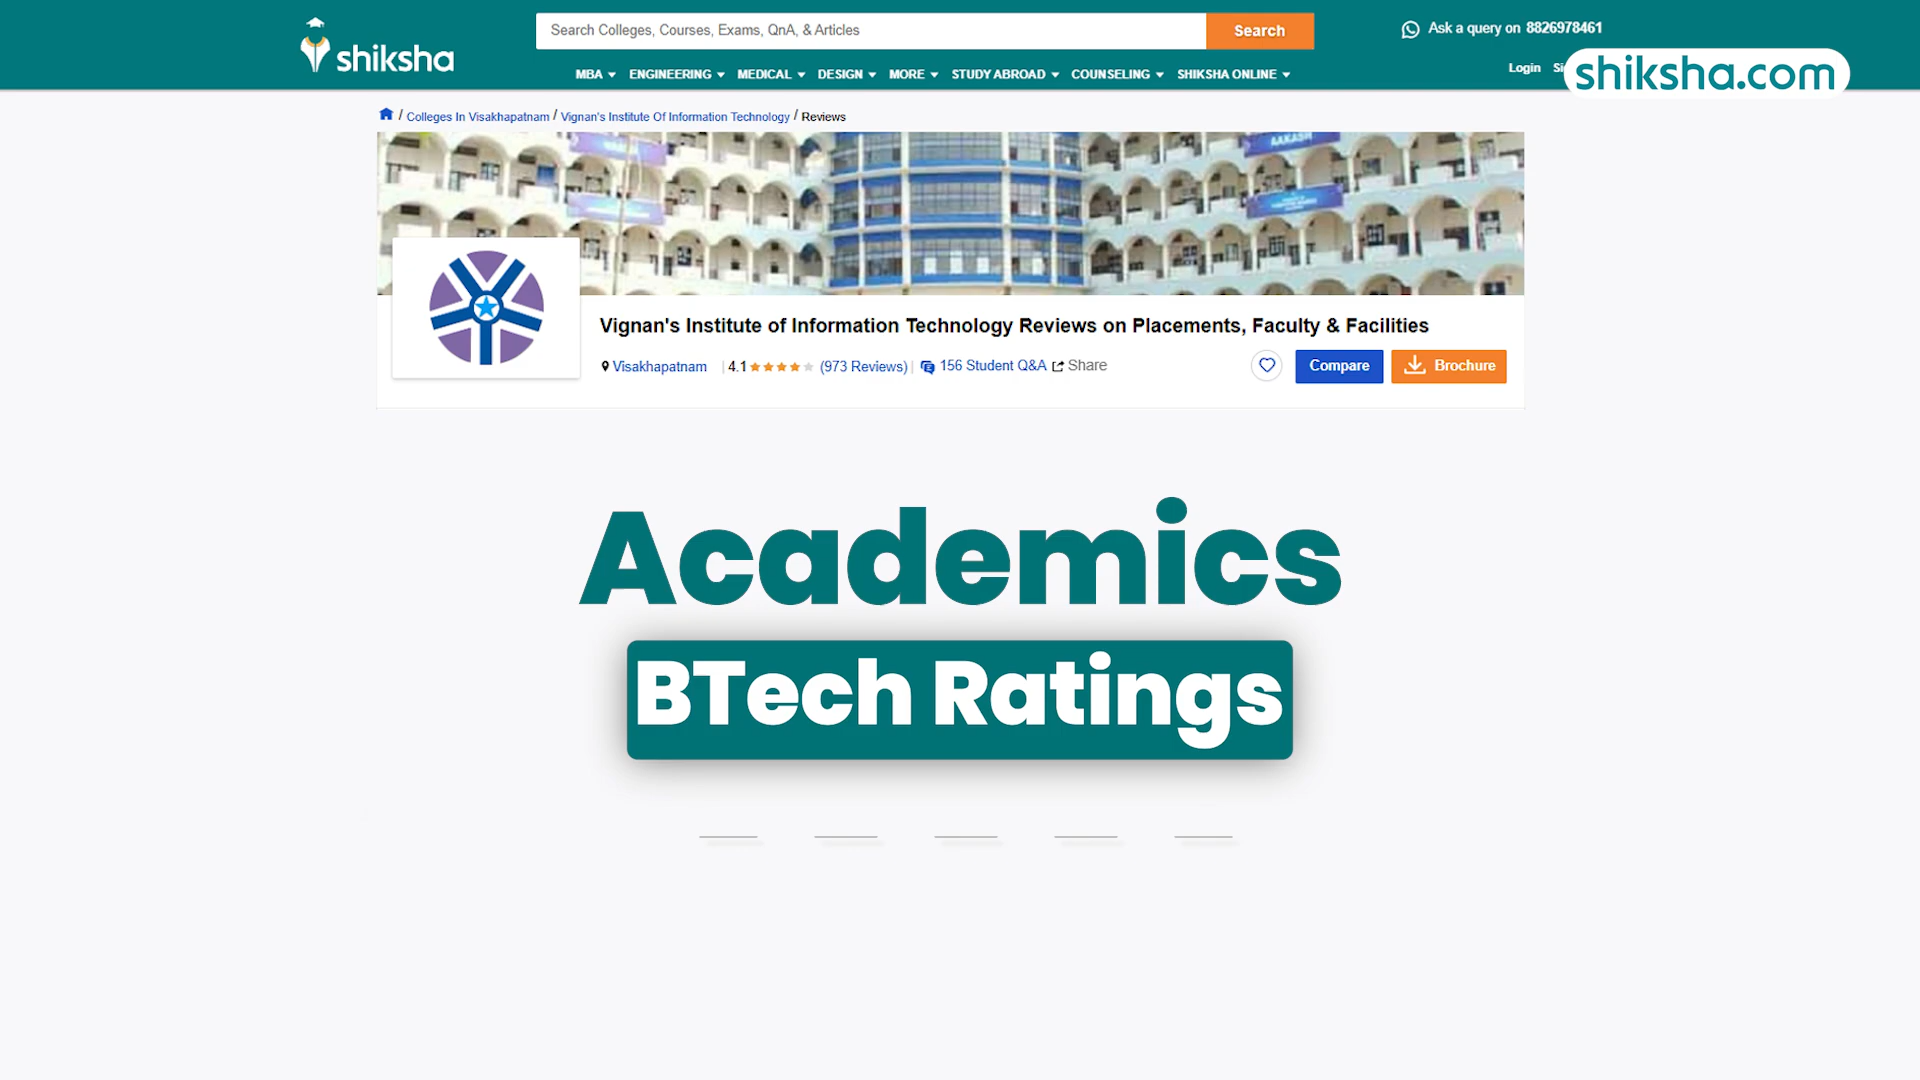 shiksha
Search Colleges, Courses, Exams, QnA, & Articles
Search
Ask a query on 8826978461
MBA ENGINEERING MEDICAL DESIGN MORE STUDY ABROAD COUNSELING SHIKSHA ONLINE
Login
shiksha.com
/ Colleges In Visakhapatnam / Vignan's Institute Of Information Technology / Reviews
AAKASH
Vignan's Institute of Information Technology Reviews on Placements, Faculty & Facilities
Visakhapatnam | 4.1 (973 Reviews) | 156 Student Q&A Share
Compare
Brochure
Academics
BTech Ratings